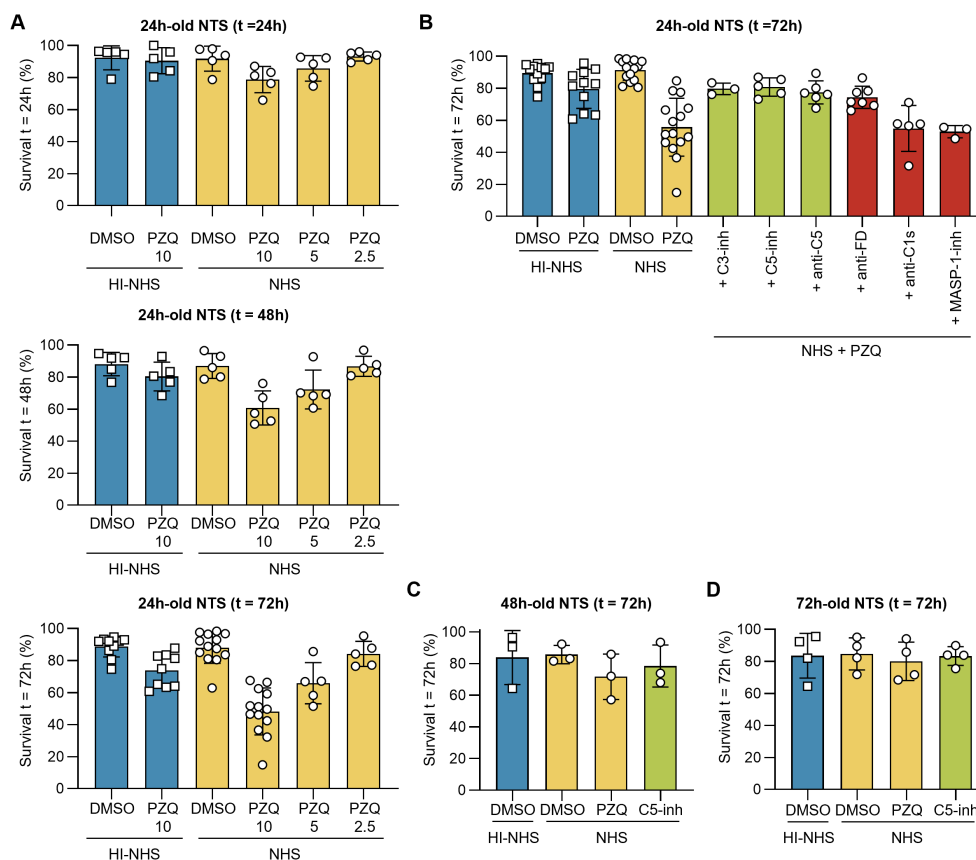 A
24h-old NTS (t =24h)
Survival t = 24h (%)
100
80
60
40
20
0
DMSO PZQ DMSO PZQ PZQ PZQ
10 10 5 2.5
HI-NHS NHS
24h-old NTS (t = 48h)
Survival t = 48h (%)
100
80
60
40
20
0
DMSO PZQ DMSO PZQ PZQ PZQ
10 10 5 2.5
HI-NHS NHS
24h-old NTS (t = 72h)
Survival t = 72h (%)
100
80
60
40
20
0
DMSO PZQ DMSO PZQ PZQ PZQ
10 10 5 2.5
HI-NHS NHS
B
24h-old NTS (t =72h)
Survival t = 72h (%)
100
80
60
40
20
0
DMSO PZQ DMSO PZQ
HI-NHS NHS
+ C3-inh
+ C5-inh
+ anti-C5
+ anti-FD
+ anti-C1s
+ MASP-1-inh
NHS + PZQ
C
48h-old NTS (t = 72h)
Survival t = 72h (%)
100
80
60
40
20
0
DMSO DMSO PZQ C5-inh
HI-NHS NHS
D
72h-old NTS (t = 72h)
Survival t = 72h (%)
100
80
60
40
20
0
DMSO DMSO PZQ C5-inh
HI-NHS NHS